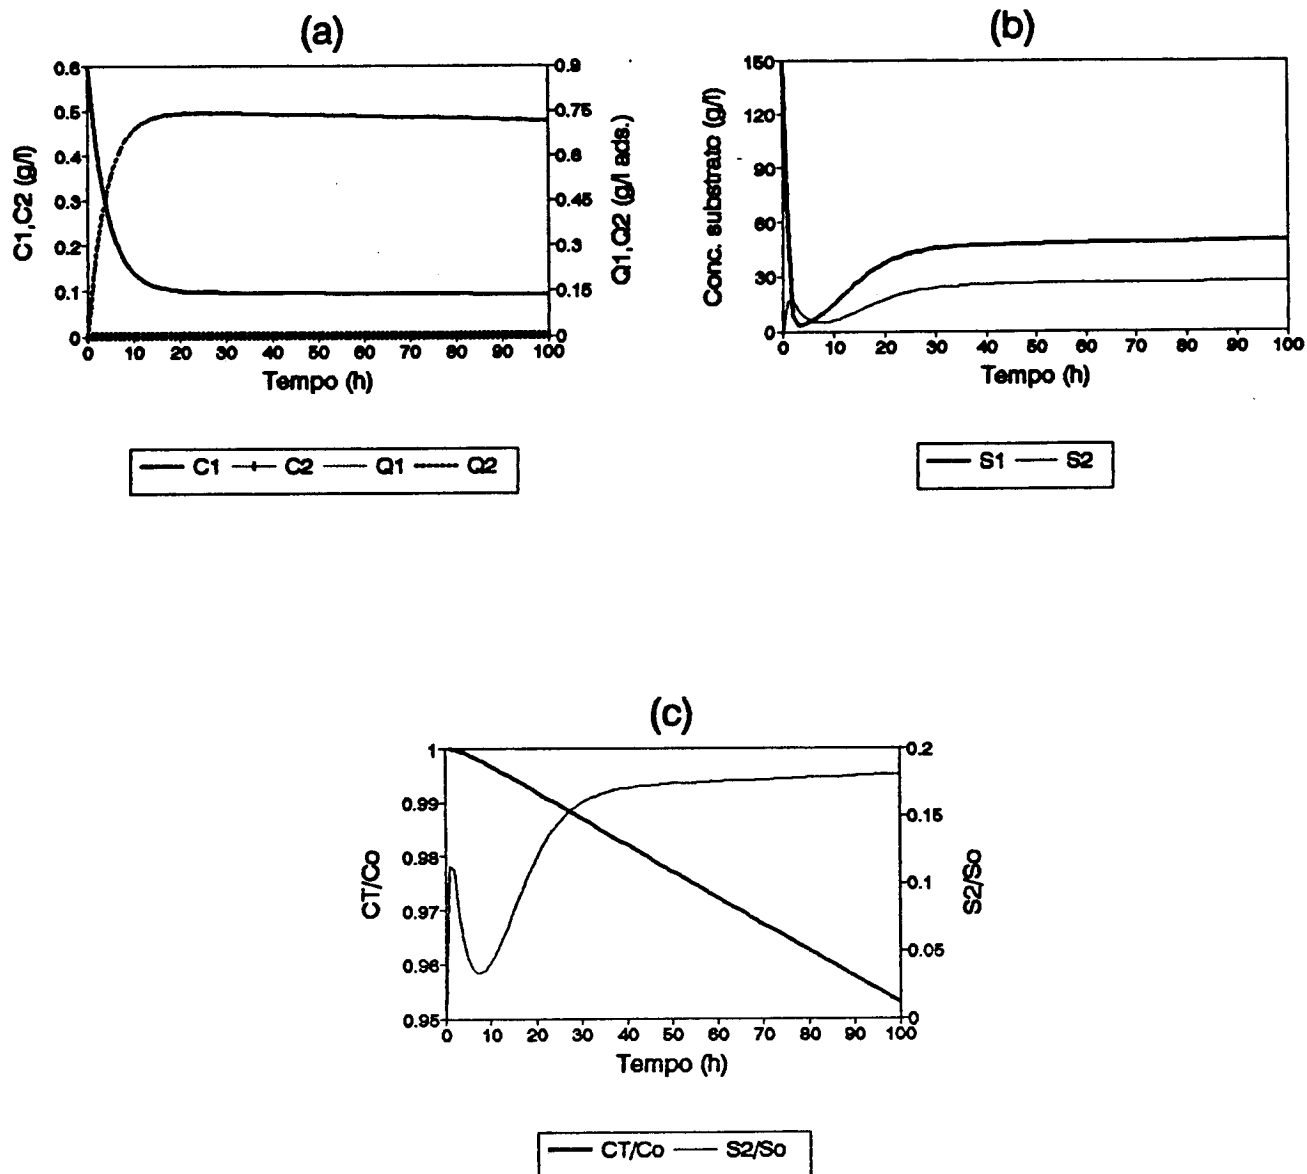 (a)
C1,C2 (g/l)
0.6
0.5
0.4
0.3
0.2
0.1
0
0.9
0.75
0.6
0.45
0.3
0.15
0
Q1,Q2 (g/l ads.)
0 10 20 30 40 50 60 70 80 90 100
Tempo (h)
C1 C2 Q1 Q2
(b)
Conc. substrato (g/l)
150
120
90
60
30
0
0 10 20 30 40 50 60 70 80 90 100
Tempo (h)
S1 S2
(c)
CT/Co
1
0.99
0.98
0.97
0.96
0.95
0.2
0.15
0.1
0.05
0
S2/So
0 10 20 30 40 50 60 70 80 90 100
Tempo (h)
CT/Co S2/So